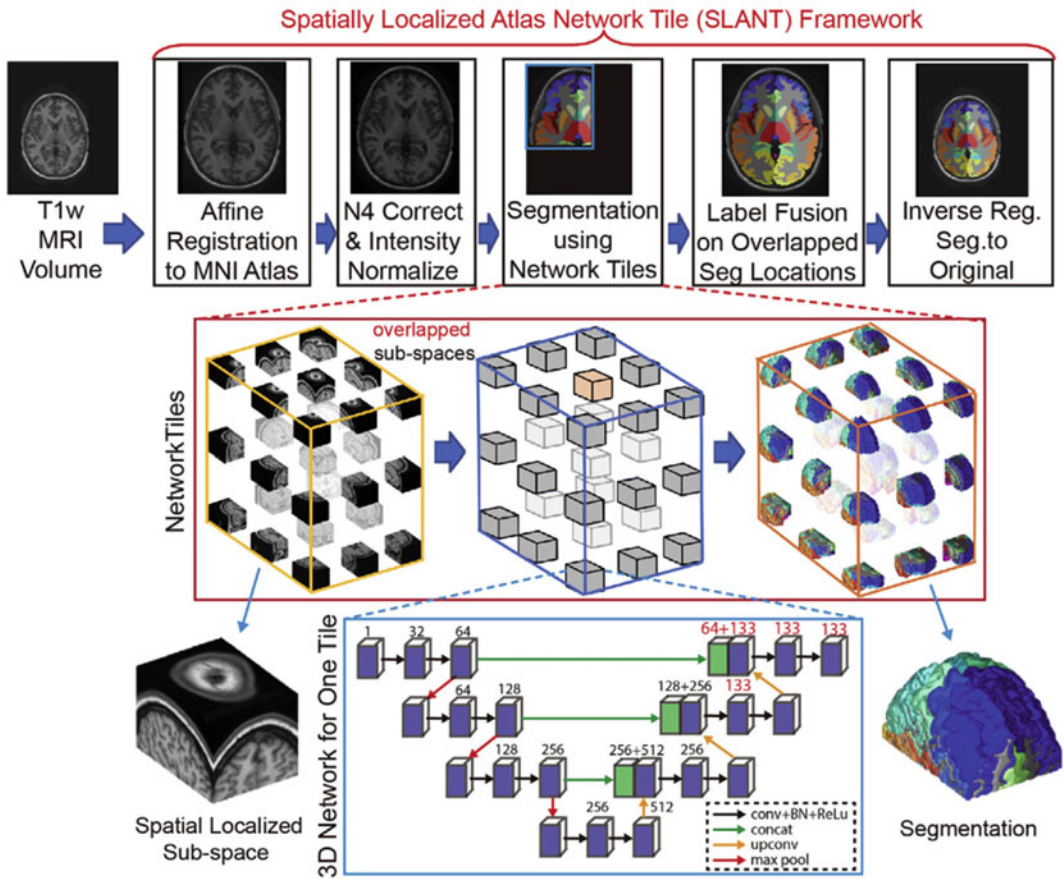 Spatially Localized Atlas Network Tile (SLANT) Framework
T1w
MRI
Volume
Affine
Registration
to MNI Atlas
N4 Correct
& Intensity
Normalize
Segmentation
using
Network Tiles
Label Fusion
on Overlapped
Seg Locations
Inverse Reg.
Seg.to
Original
NetworkTiles
overlapped
sub-spaces
3D Network for One Tile
1
32
64
64+133
133
133
64
128
128+256
133
128
256
256+512
256
256
512
conv+BN+ReLu
concat
upconv
max pool
Spatial Localized
Sub-space
Segmentation